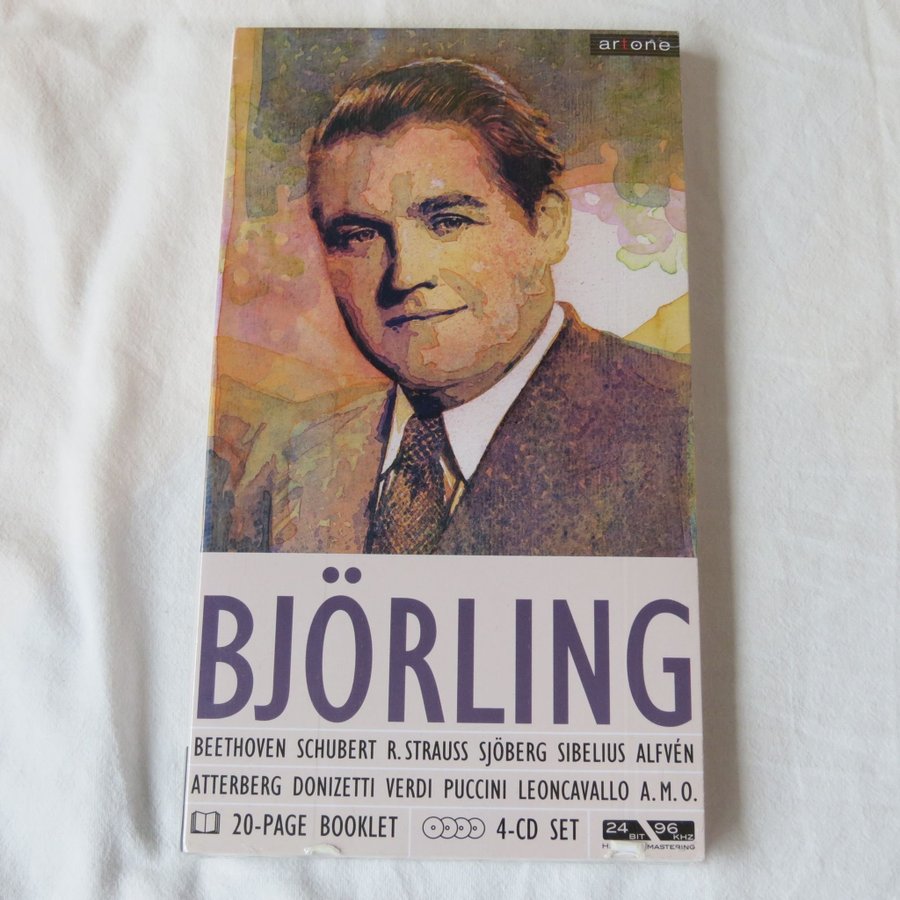 artone
BJÖRLING
BEETHOVEN SCHUBERT R. STRAUSS SJÖBERG SIBELIUS ALFVÉN
ATTERBERG DONIZETTI VERDI PUCCINI LEONCAVALLO A. M. O.
20-PAGE BOOKLET 4-CD SET 24 BIT 96 KHZ
MASTERING